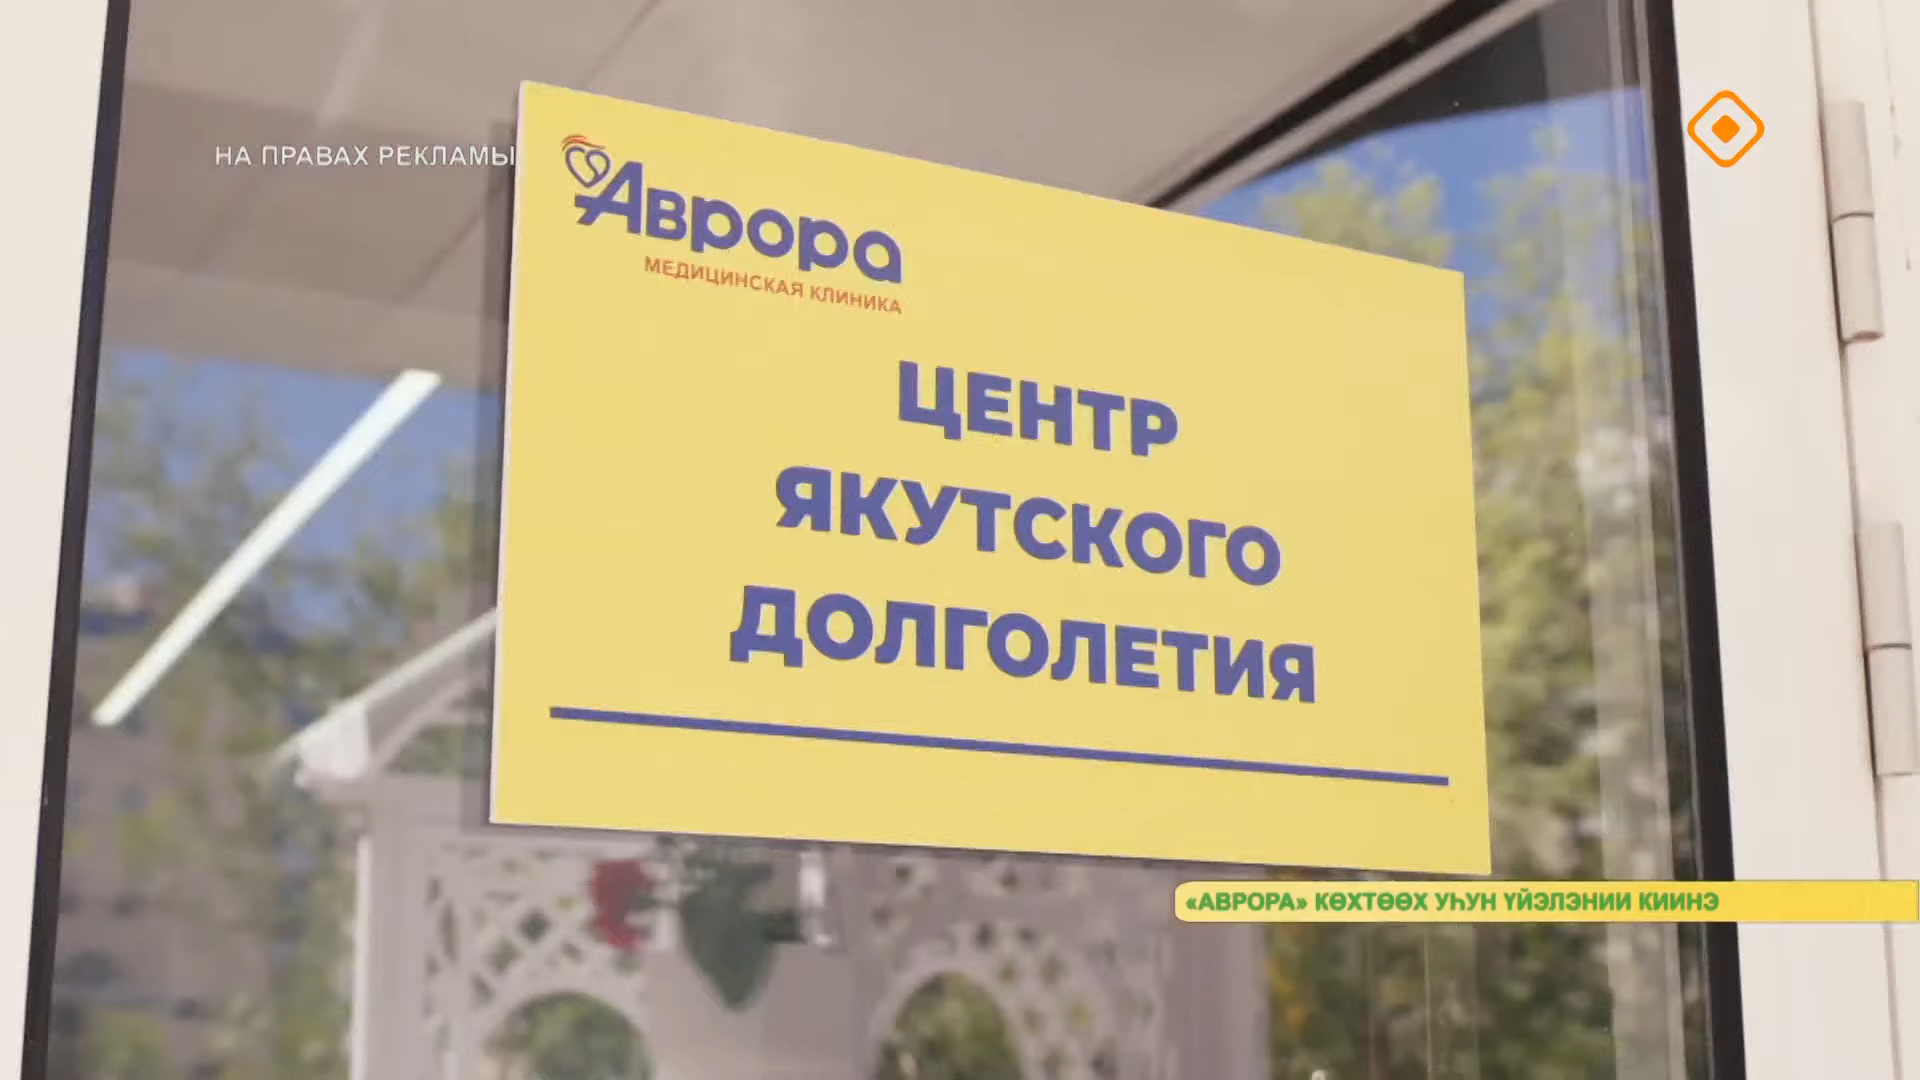 НА ПРАВАХ РЕКЛАМЫ
Аврора
МЕДИЦИНСКАЯ КЛИНИКА
ЦЕНТР
ЯКУТСКОГО
ДОЛГОЛЕТИЯ
«АВРОРА» КӨХТӨӨХ УҺУН ҮЙЭЛЭНИИ КИИНЭ